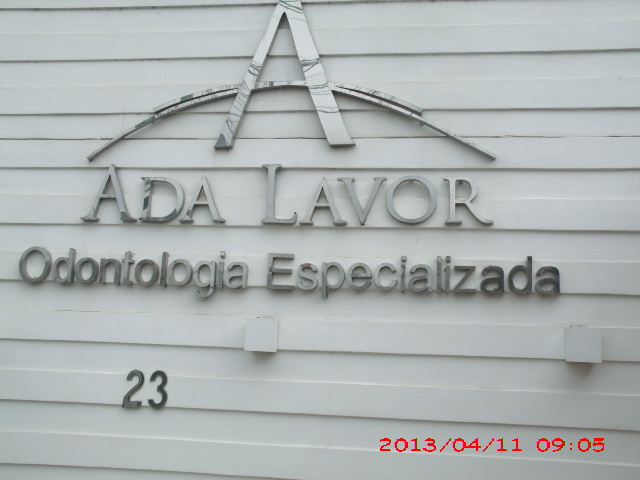 A
ADA LAVOR
Odontologia Especializada
23
2013/04/11 09:05